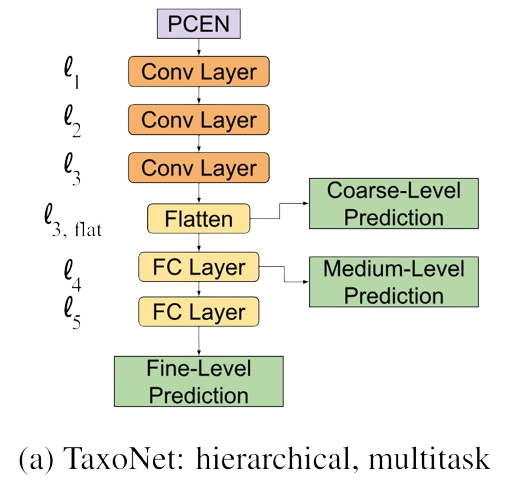 PCEN
ℓ1 Conv Layer
ℓ2 Conv Layer
ℓ3 Conv Layer
ℓ3, flat Flatten
Coarse-Level
Prediction
ℓ4 FC Layer
Medium-Level
Prediction
ℓ5 FC Layer
Fine-Level
Prediction
(a) TaxoNet: hierarchical, multitask